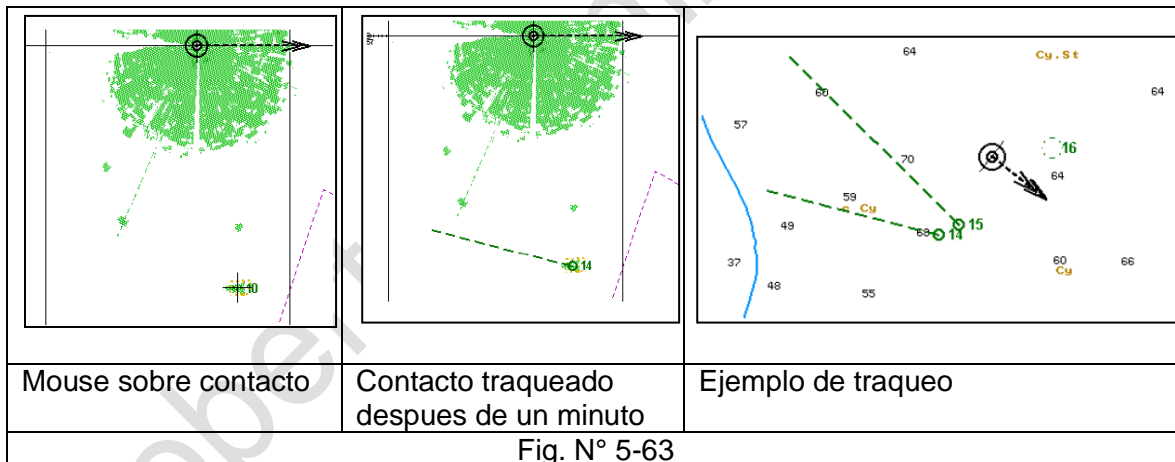 10
14
64
Cy.St
60
64
57
70
16
64
59
s Cy
49
68
14
15
37
60
66
Cy
48
55
Mouse sobre contacto
Contacto traqueado
despues de un minuto
Ejemplo de traqueo
Fig. N° 5-63